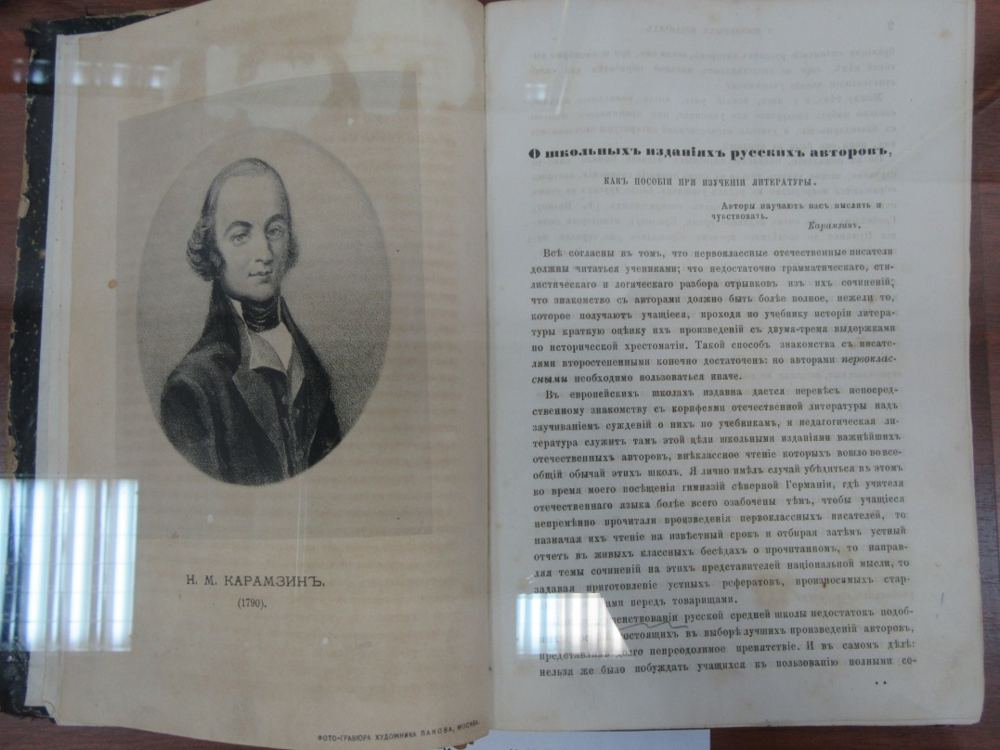 Н. М. КАРАМЗИНЪ.
(1790).
ФОТО-ГРАВЮРА ХУДОЖНИКА ПАНОВА, МОСКВА.
О школьныхъ изданіяхъ русскихъ авторовъ,
КАКЪ ПОСОБІИ ПРИ ИЗУЧЕНІИ ЛИТЕРАТУРЫ.
Авторы научаютъ насъ мыслить и
чувствовать.
Карамзинъ.
Всѣ согласны въ томъ, что первоклассные отечественные писатели
должны читаться учениками; что недостаточно грамматическаго, сти-
листическаго и логическаго разбора отрывковъ изъ ихъ сочиненій;
что знакомство съ авторами должно быть болѣе полное, нежели то,
которое получаютъ учащіеся, проходя по учебнику исторіи литера-
туры краткую оцѣнку ихъ произведеній съ двумя-тремя выдержками
по исторической хрестоматіи. Такой способъ знакомства съ писате-
лями второстепенными конечно достаточенъ: но авторами первоклас-
сными необходимо пользоваться иначе.
Въ европейскихъ школахъ издавна дается перевѣсъ непосред-
ственному знакомству съ корифеями отечественной литературы надъ
заучиваніемъ сужденій о нихъ по учебникамъ, и педагогическая ли-
тература служитъ тамъ этой цѣли школьными изданіями важнѣйшихъ
отечественныхъ авторовъ, внѣклассное чтеніе которыхъ вошло во все-
общій обычай этихъ школъ. Я лично имѣлъ случай убѣдиться въ этомъ
во время моего посѣщенія гимназій сѣверной Германіи, гдѣ учителя
отечественнаго языка болѣе всего озабочены тѣмъ, чтобы учащіеся
непремѣнно прочитали произведенія первоклассныхъ писателей, то
назначая ихъ чтеніе на извѣстный срокъ и отбирая затѣмъ устный
отчетъ въ живыхъ классныхъ бесѣдахъ о прочитанномъ, то направ-
ляя темы сочиненій на этихъ представителей національной мысли, то
задавая приготовленіе устныхъ рефератовъ, произносимыхъ стар-
ами передъ товарищами.
енствованіи русской средней школы недостатокъ подоб-
стоящихъ въ выборѣ лучшихъ произведеній авторовъ,
представлялъ долго непреодолимое препятствіе. И въ самомъ дѣлѣ:
нельзя же было побуждать учащихся къ пользованію полными со-